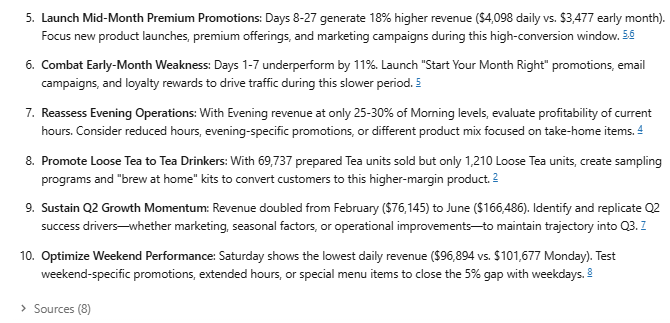 5. Launch Mid-Month Premium Promotions: Days 8-27 generate 18% higher revenue ($4,098 daily vs. $3,477 early month).
Focus new product launches, premium offerings, and marketing campaigns during this high-conversion window. 5,6
6. Combat Early-Month Weakness: Days 1-7 underperform by 11%. Launch "Start Your Month Right" promotions, email
campaigns, and loyalty rewards to drive traffic during this slower period. 5
7. Reassess Evening Operations: With Evening revenue at only 25-30% of Morning levels, evaluate profitability of current
hours. Consider reduced hours, evening-specific promotions, or different product mix focused on take-home items. 4
8. Promote Loose Tea to Tea Drinkers: With 69,737 prepared Tea units sold but only 1,210 Loose Tea units, create sampling
programs and "brew at home" kits to convert customers to this higher-margin product. 2
9. Sustain Q2 Growth Momentum: Revenue doubled from February ($76,145) to June ($166,486). Identify and replicate Q2
success drivers—whether marketing, seasonal factors, or operational improvements—to maintain trajectory into Q3. 7
10. Optimize Weekend Performance: Saturday shows the lowest daily revenue ($96,894 vs. $101,677 Monday). Test
weekend-specific promotions, extended hours, or special menu items to close the 5% gap with weekdays. 8
> Sources (8)